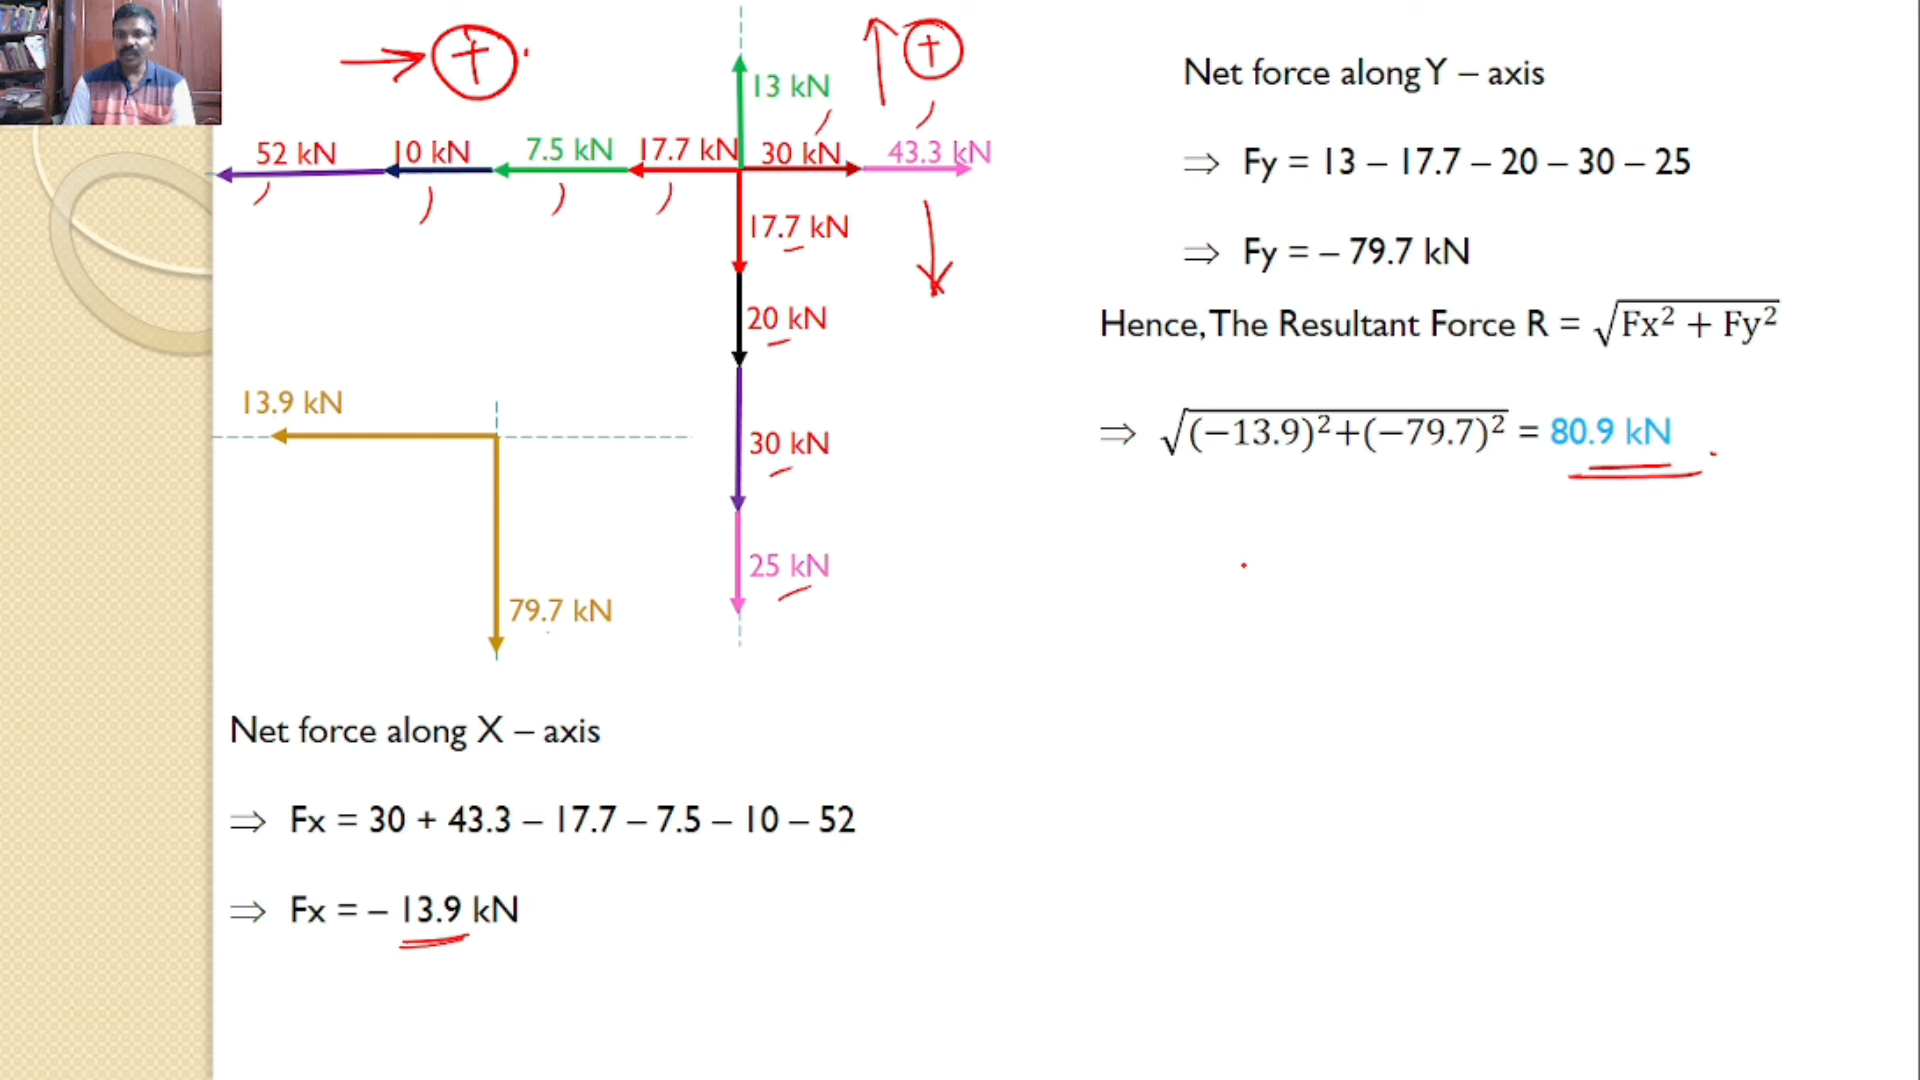 +
+
13 kN
52 kN 10 kN 7.5 kN 17.7 kN 30 kN 43.3 kN
17.7 kN
20 kN
30 kN
25 kN
13.9 kN
79.7 kN
Net force along X – axis
⇒ Fx = 30 + 43.3 – 17.7 – 7.5 – 10 – 52
⇒ Fx = – 13.9 kN
Net force along Y – axis
⇒ Fy = 13 – 17.7 – 20 – 30 – 25
⇒ Fy = – 79.7 kN
Hence, The Resultant Force R = √(Fx² + Fy²)
⇒ √((−13.9)²+(−79.7)²) = 80.9 kN